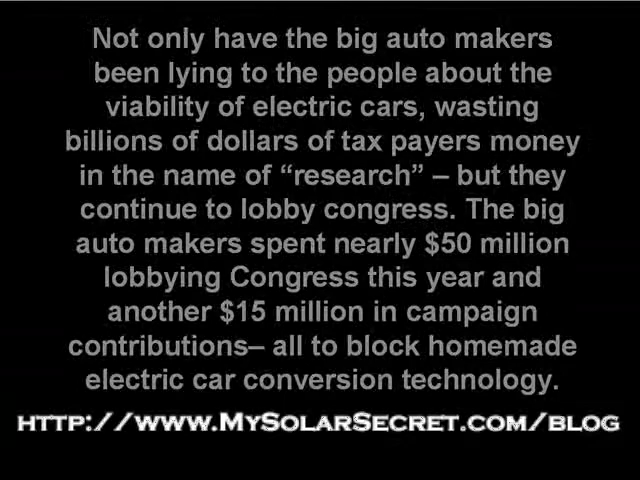 Not only have the big auto makers
been lying to the people about the
viability of electric cars, wasting
billions of dollars of tax payers money
in the name of “research” – but they
continue to lobby congress. The big
auto makers spent nearly $50 million
lobbying Congress this year and
another $15 million in campaign
contributions– all to block homemade
electric car conversion technology.
http://www.MySolarSecret.com/blog